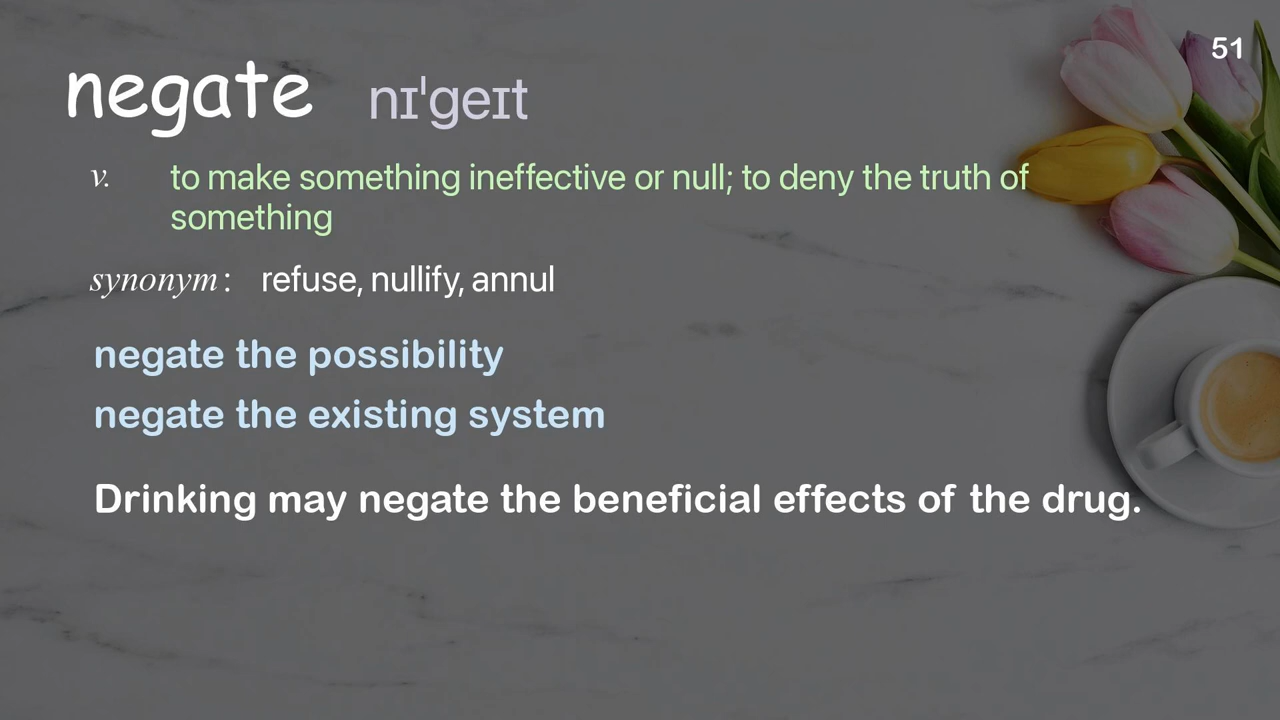 51
negate nɪˈgeɪt
v. to make something ineffective or null; to deny the truth of
something
synonym: refuse, nullify, annul
negate the possibility
negate the existing system
Drinking may negate the beneficial effects of the drug.